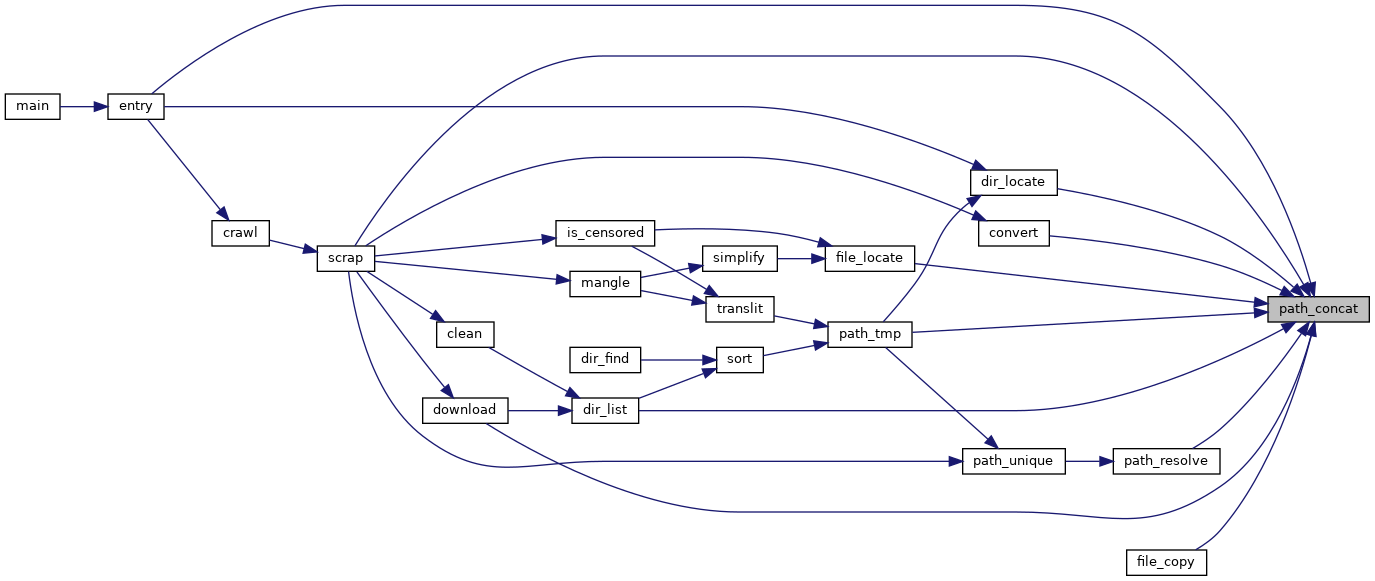 main
entry
dir_locate
crawl
is_censored
convert
scrap
simplify
file_locate
mangle
translit
path_concat
clean
path_tmp
dir_find
sort
download
dir_list
path_unique
path_resolve
file_copy